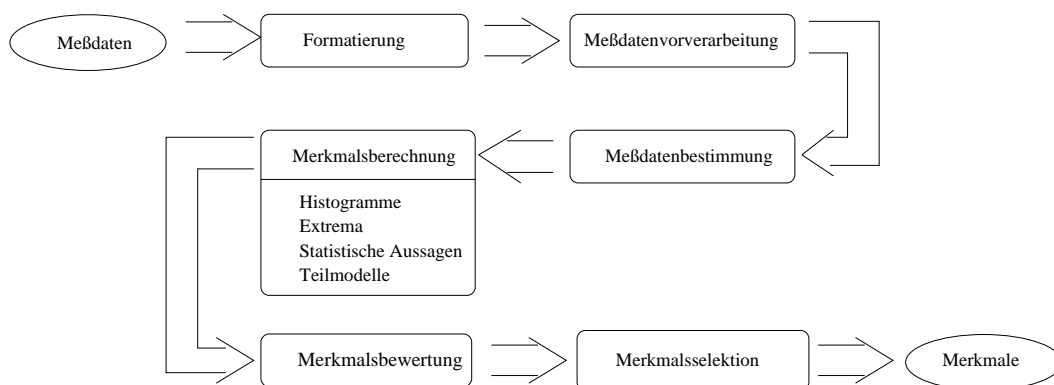 Meßdaten
Formatierung
Meßdatenvorverarbeitung
Meßdatenbestimmung
Merkmalsberechnung
Histogramme
Extrema
Statistische Aussagen
Teilmodelle
Merkmalsbewertung
Merkmalsselektion
Merkmale